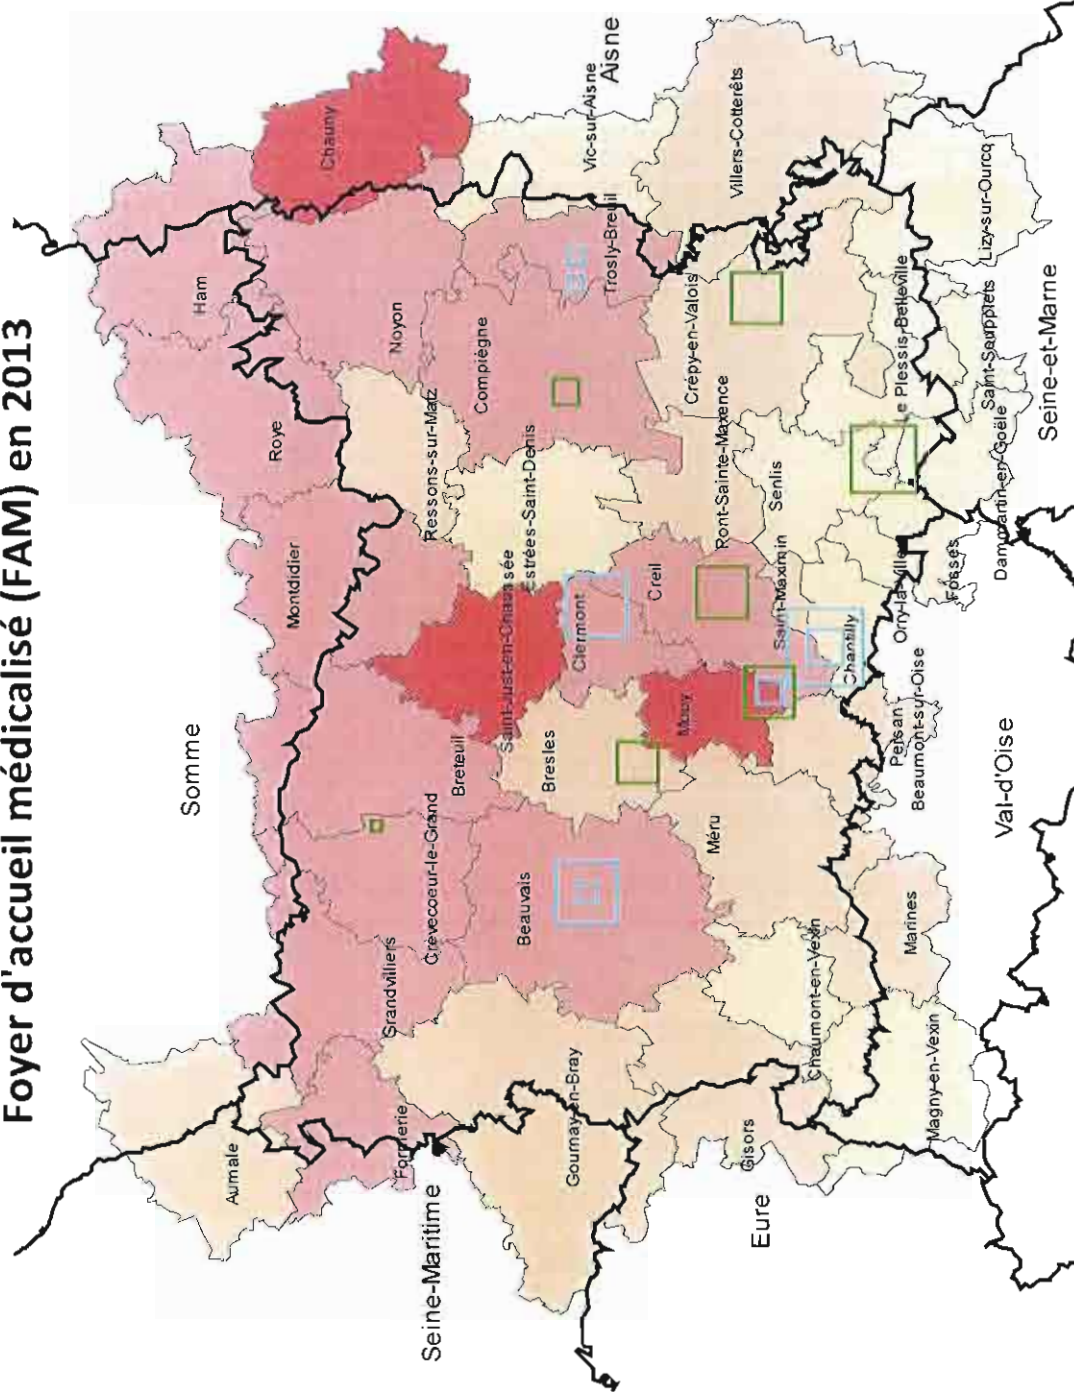 Foyer d'accueil médicalisé (FAM) en 2013
Somme
Ham
Aumale
Roye
Montdidier
Chauny
Grandvilliers
Noyon
Formerie
Seine-Maritime
Crèvecoeur-le-Grand
Ressons-sur-Matz
Breteuil
Compiègne
Saint-Just-en-Chaussée
Beauvais
Estrées-Saint-Denis
Bresles
Gournay-en-Bray
Clermont
Vic-sur-Aisne
Aisne
Trosly-Breuil
Creil
Mouy
Crépy-en-Valois
Méru
Pont-Sainte-Maxence
Villers-Cotterêts
Gisors
Eure
Senlis
Saint-Maximin
Chaumont-en-Vexin
Chantilly
Orry-la-Ville
Persan
Le Plessis-Belleville
Marines
Beaumont-sur-Oise
Magny-en-Vexin
Fosses
Lizy-sur-Ourcq
Saint-Soupplets
Dammartin-en-Goële
Val-d'Oise
Seine-et-Marne